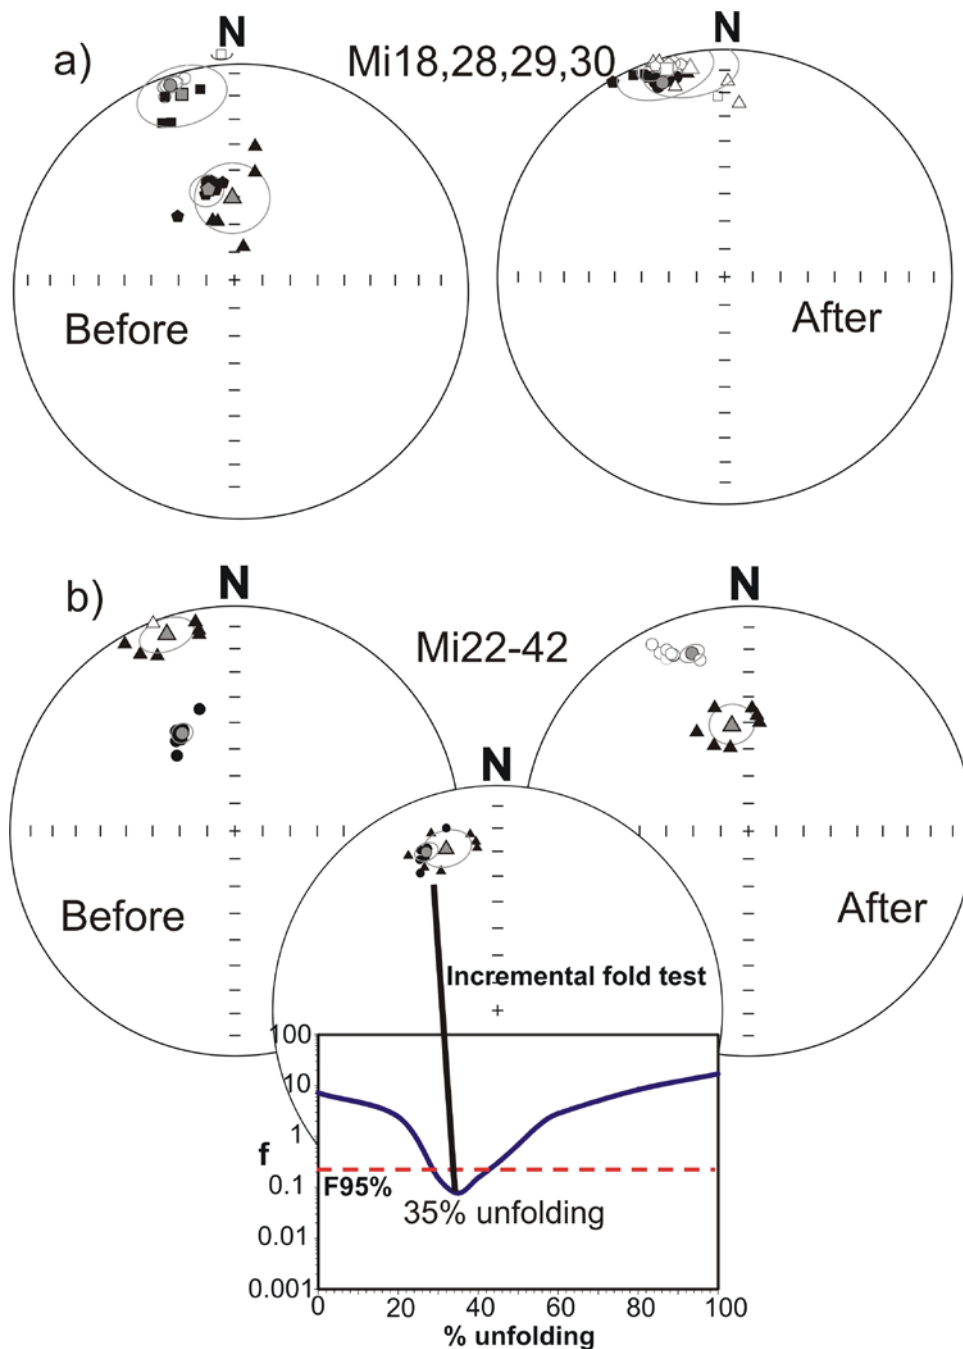 a)
N
Mi18,28,29,30
N
Before
After
b)
N
Mi22-42
N
N
Before
After
Incremental fold test
100
10
1
f
F95%
0.1
35% unfolding
0.01
0.001
0 20 40 60 80 100
% unfolding